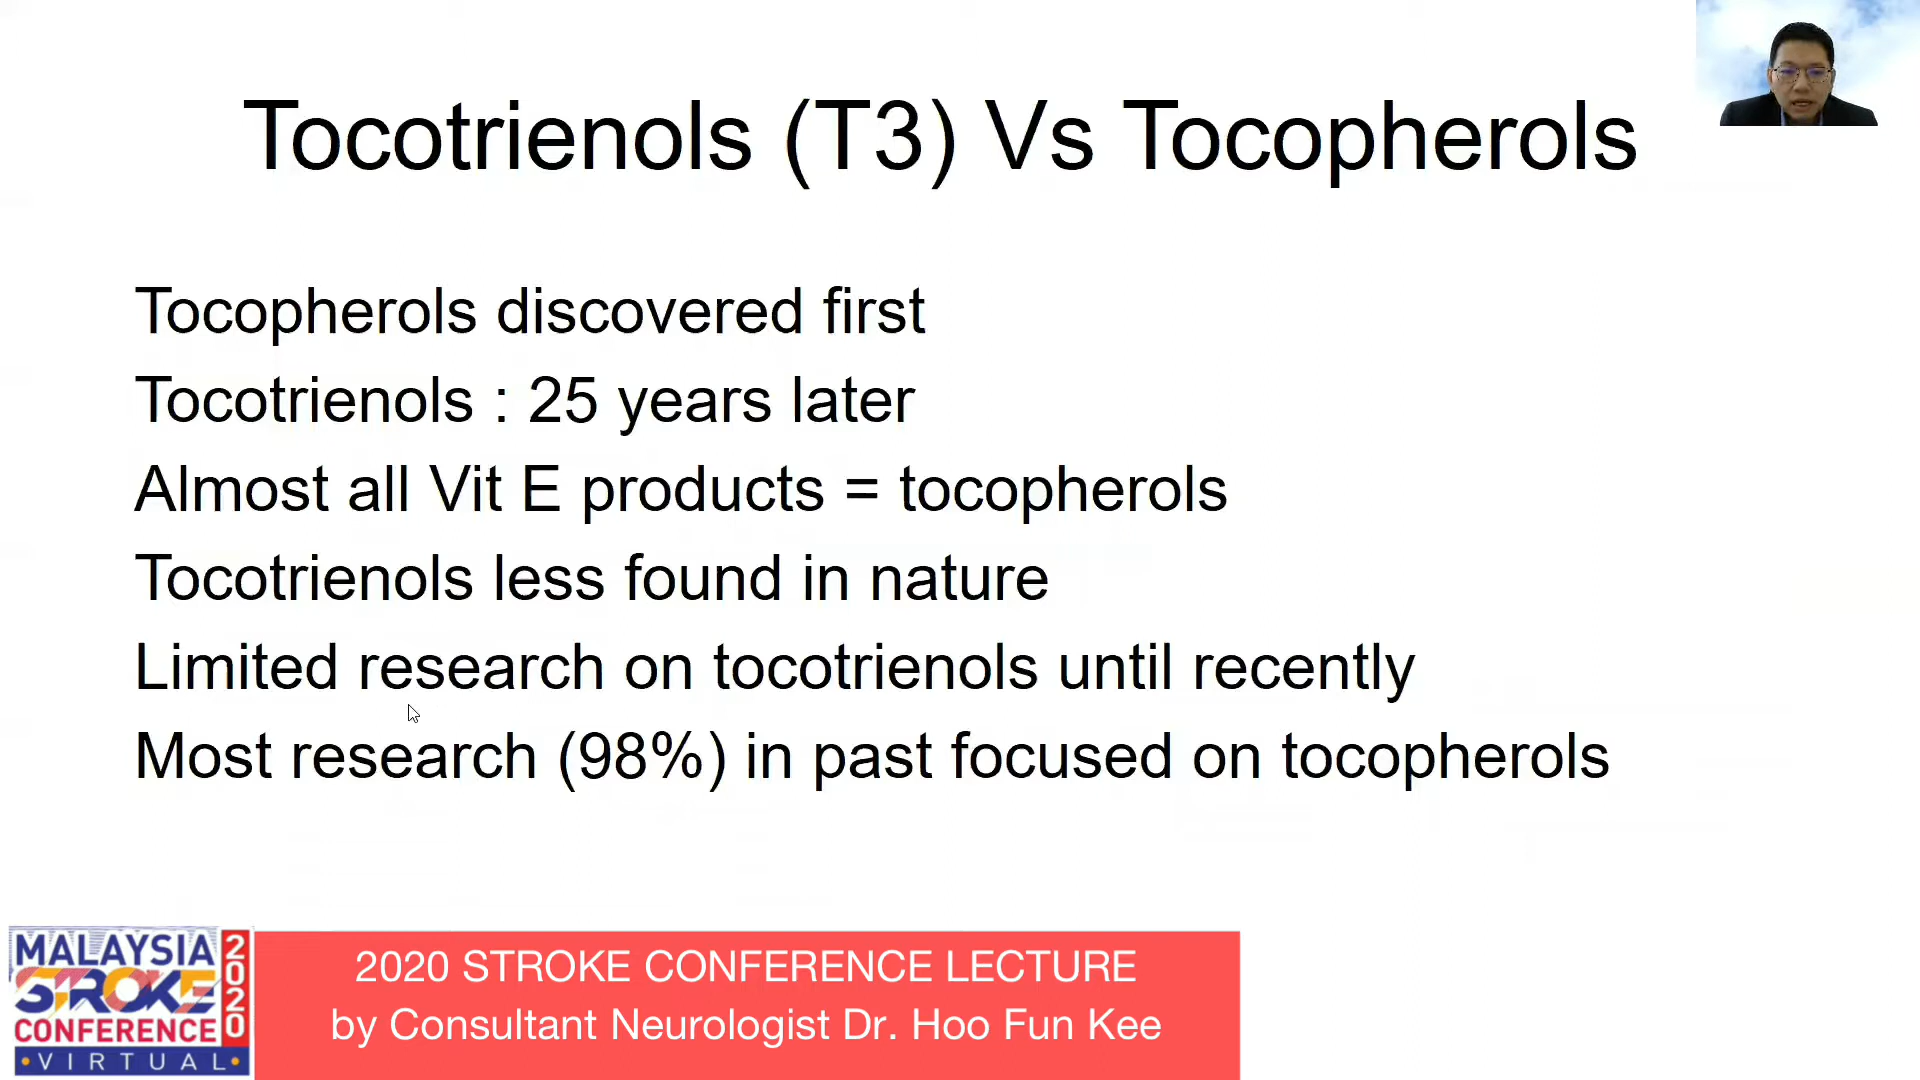 Tocotrienols (T3) Vs Tocopherols
Tocopherols discovered first
Tocotrienols : 25 years later
Almost all Vit E products = tocopherols
Tocotrienols less found in nature
Limited research on tocotrienols until recently
Most research (98%) in past focused on tocopherols
MALAYSIA
STROKE
CONFERENCE
2020
•VIRTUAL•
2020 STROKE CONFERENCE LECTURE
by Consultant Neurologist Dr. Hoo Fun Kee